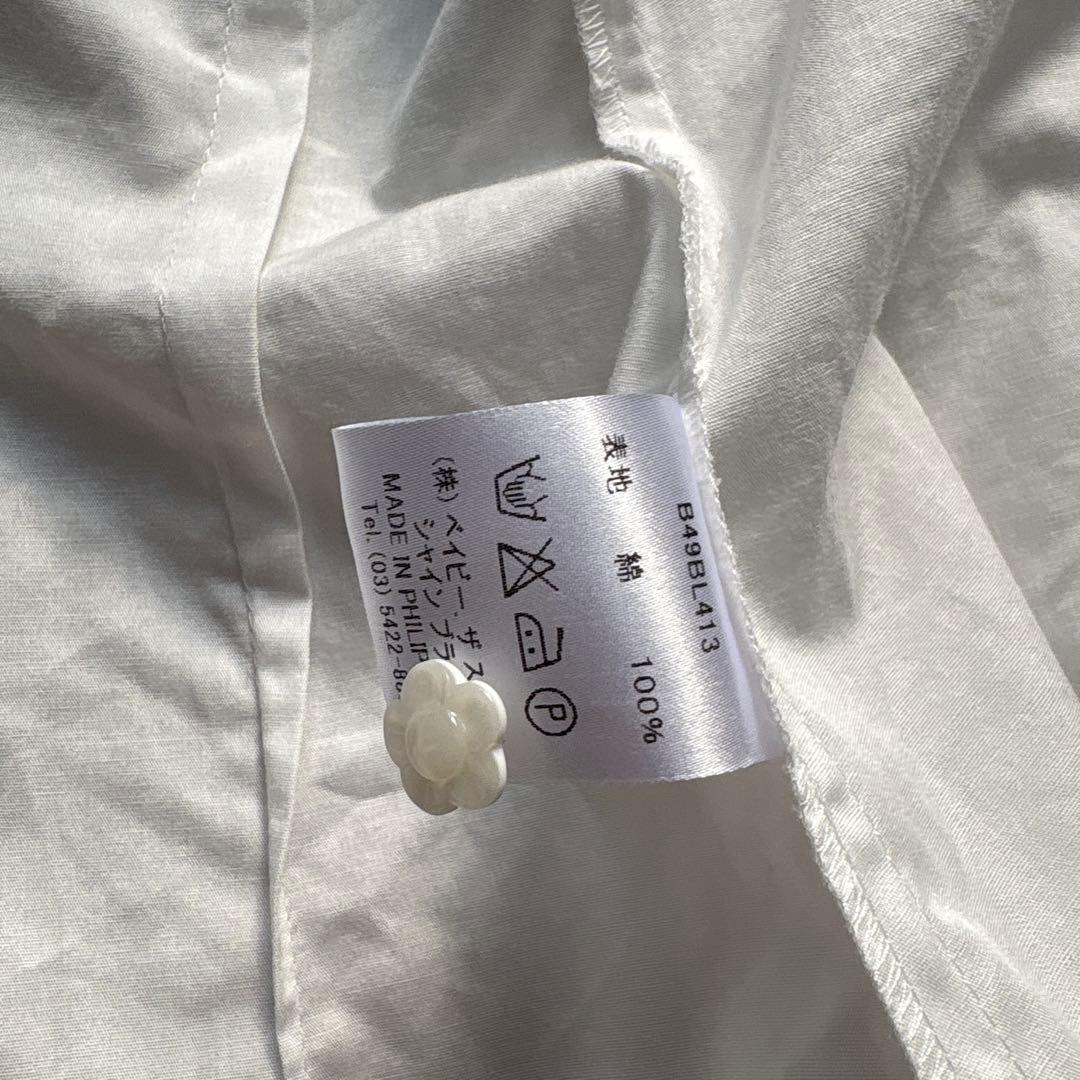 B49BL413
表地 綿 100%
P
(株) ベイビー、ザ ス
シャイン ブラ
MADE IN PHILIP
Tel. (03) 5422-8